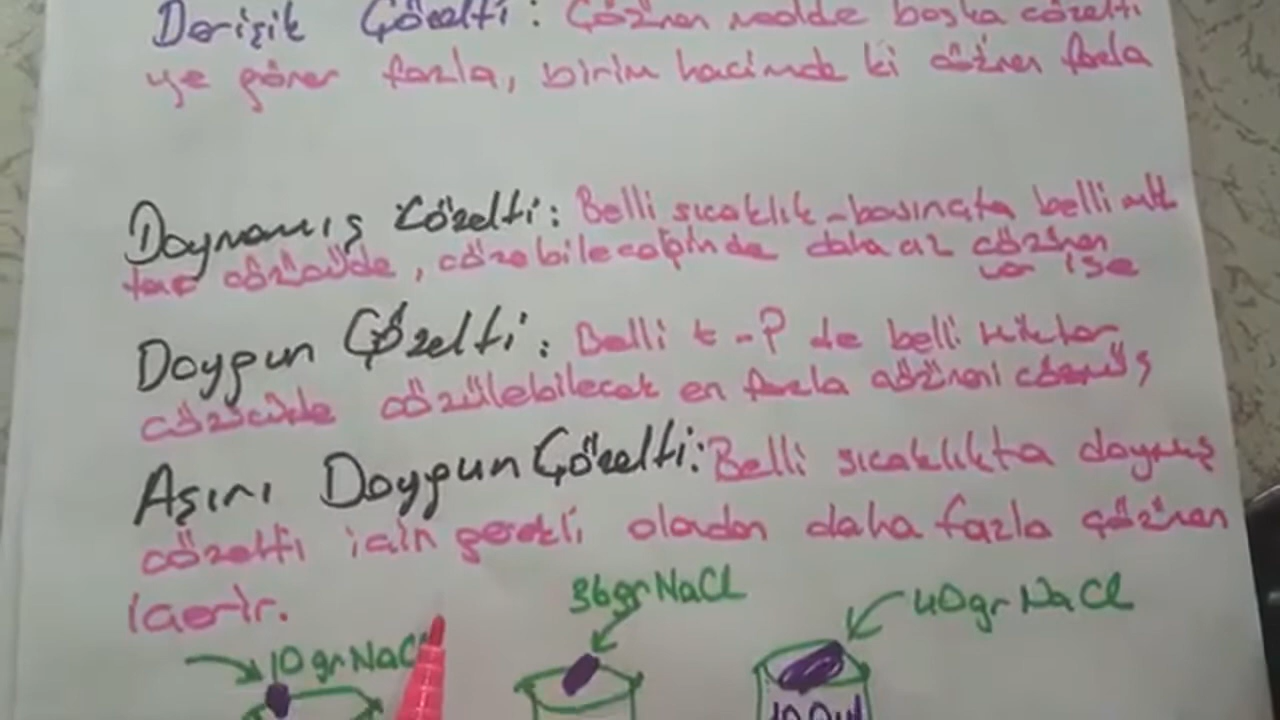 Derişik Çözelti: Çözünen madde başka çözelti
ye göre fazla, birim hacimde ki çözünen fazla
Doymamış Çözelti: Belli sıcaklık-basınçta belli mik
tar çözücüde, çözebileceğinde daha az çözünen
var ise
Doygun Çözelti: Belli t-P de belli miktar
çözücüde çözülebilecek en fazla çözüneni çözmüş
Aşırı Doygun Çözelti: Belli sıcaklıkta doymuş
çözelti için gerekli olandan daha fazla çözünen
içerir.
36gr NaCl
40gr NaCl
10gr NaCl